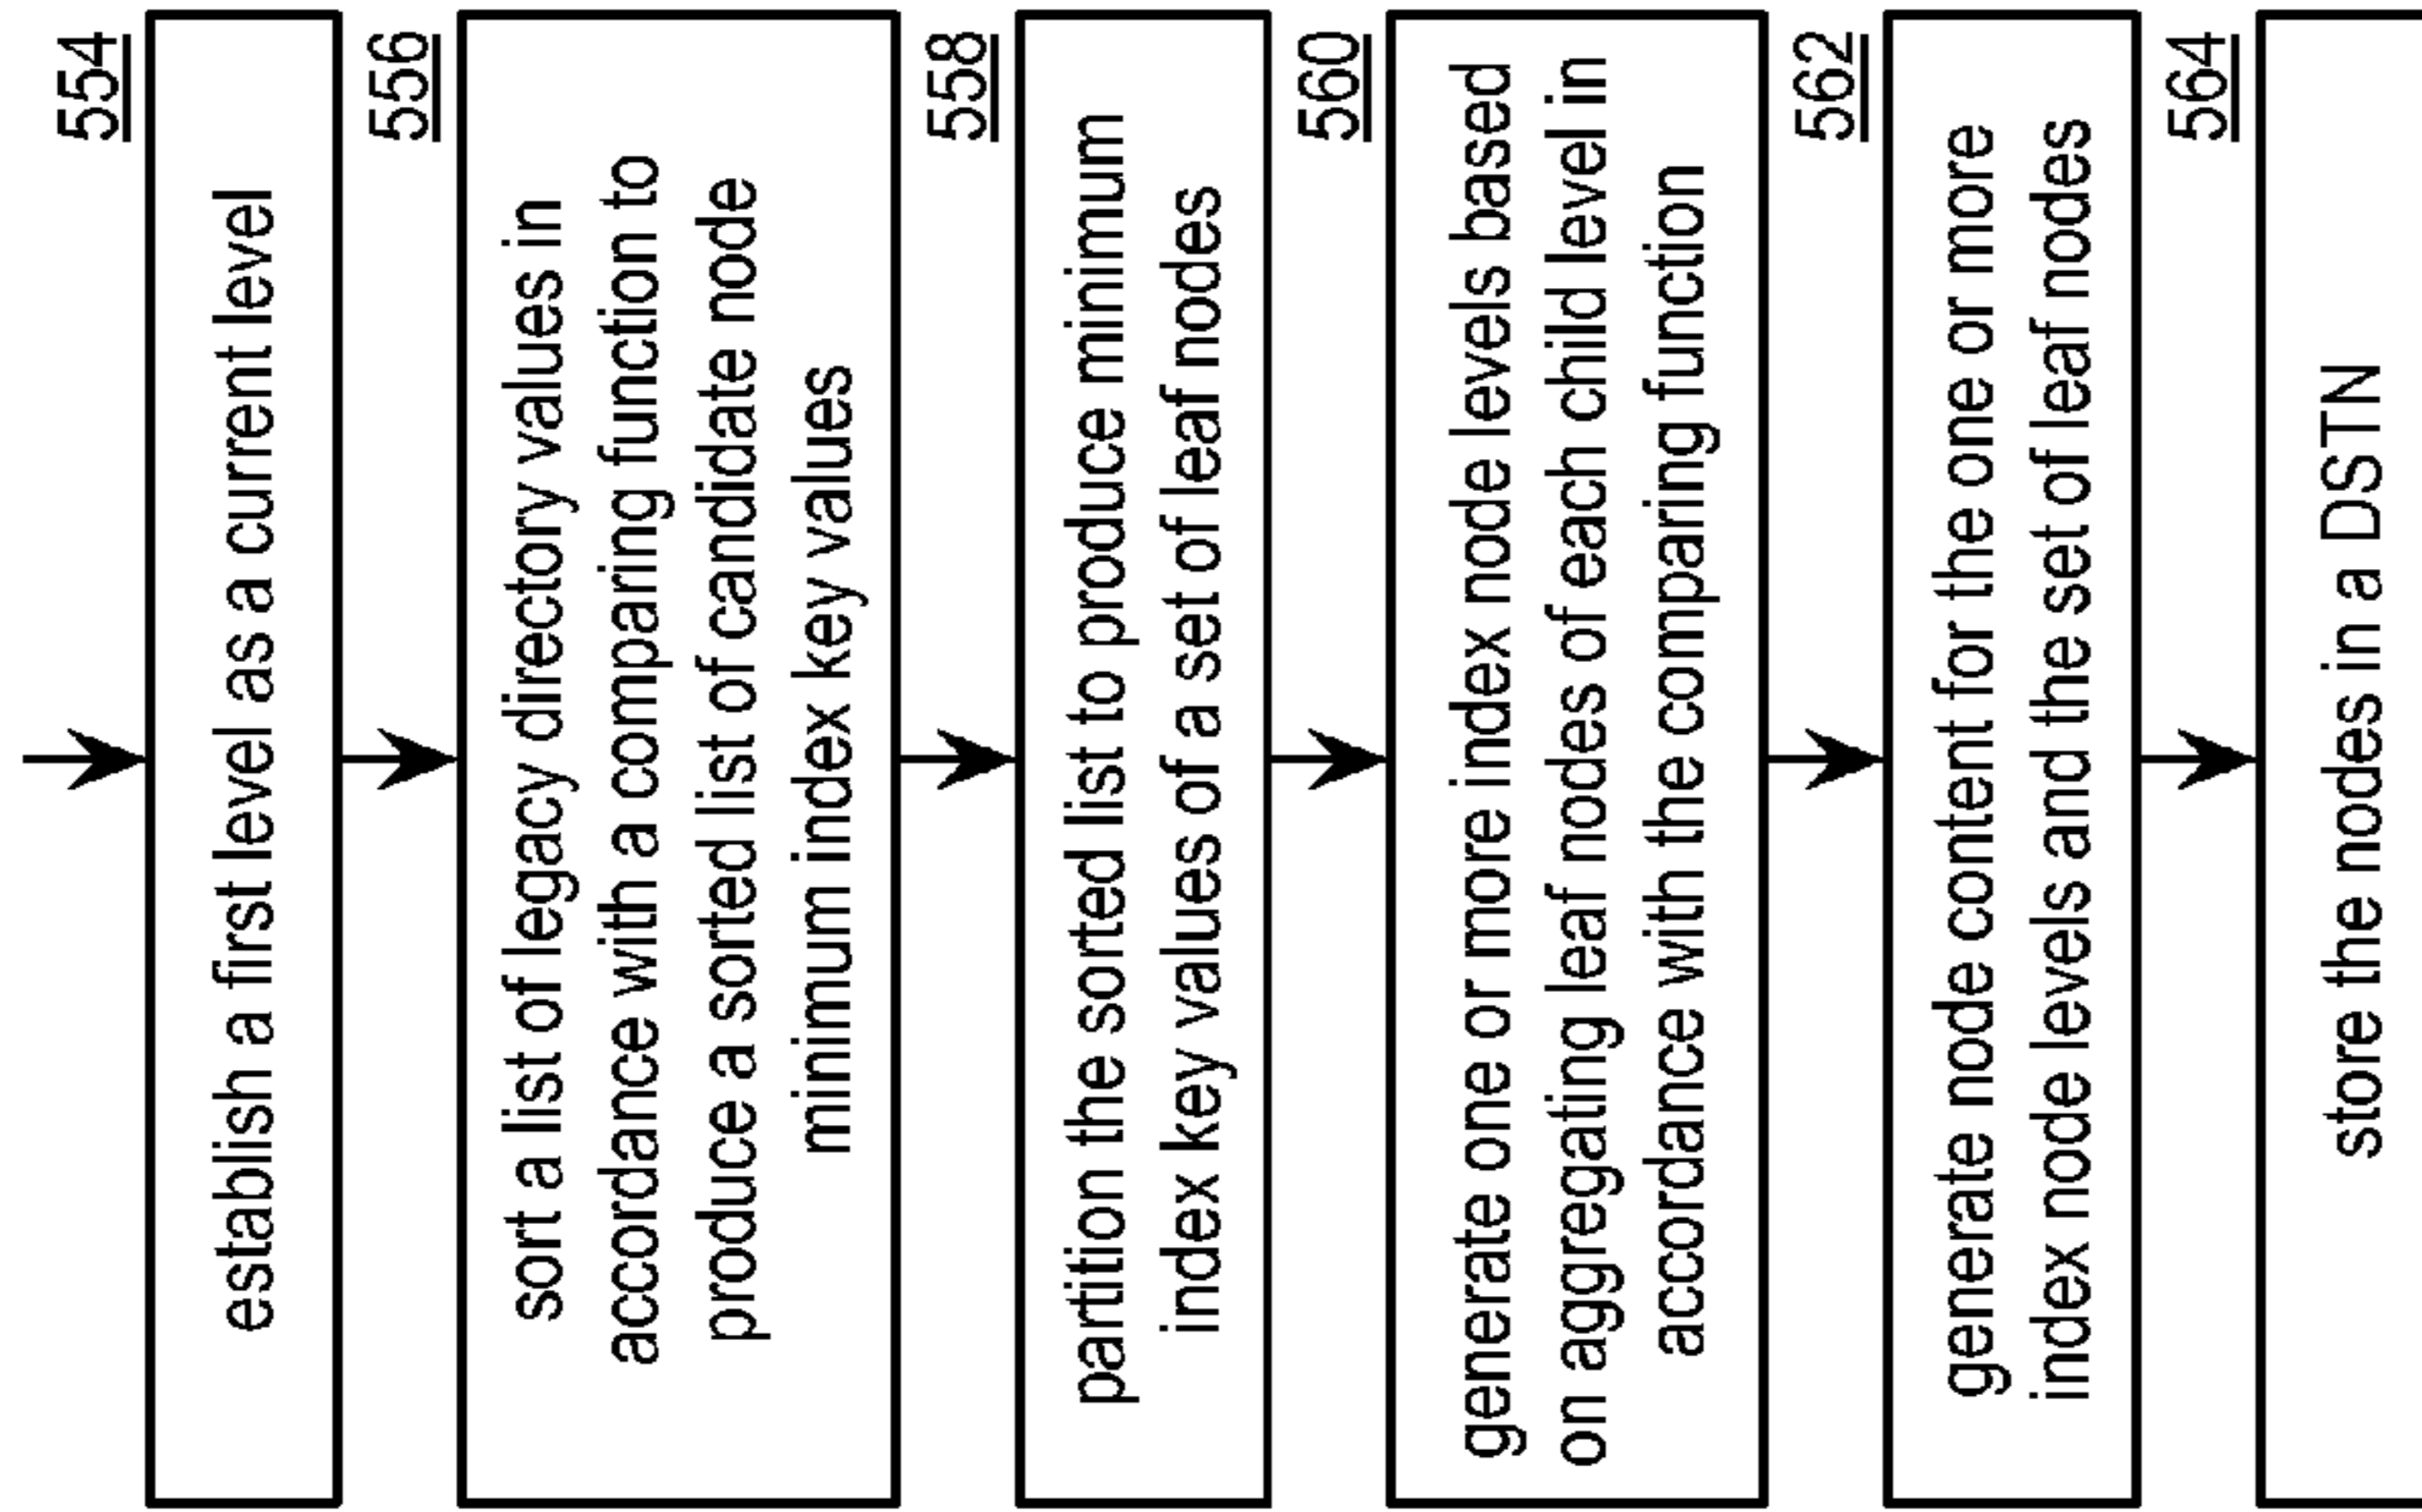 554
establish a first level as a current level
556
sort a list of legacy directory values in
accordance with a comparing function to
produce a sorted list of candidate node
minimum index key values
558
partition the sorted list to produce minimum
index key values of a set of leaf nodes
560
generate one or more index node levels based
on aggregating leaf nodes of each child level in
accordance with the comparing function
562
generate node content for the one or more
index node levels and the set of leaf nodes
564
store the nodes in a DSTN